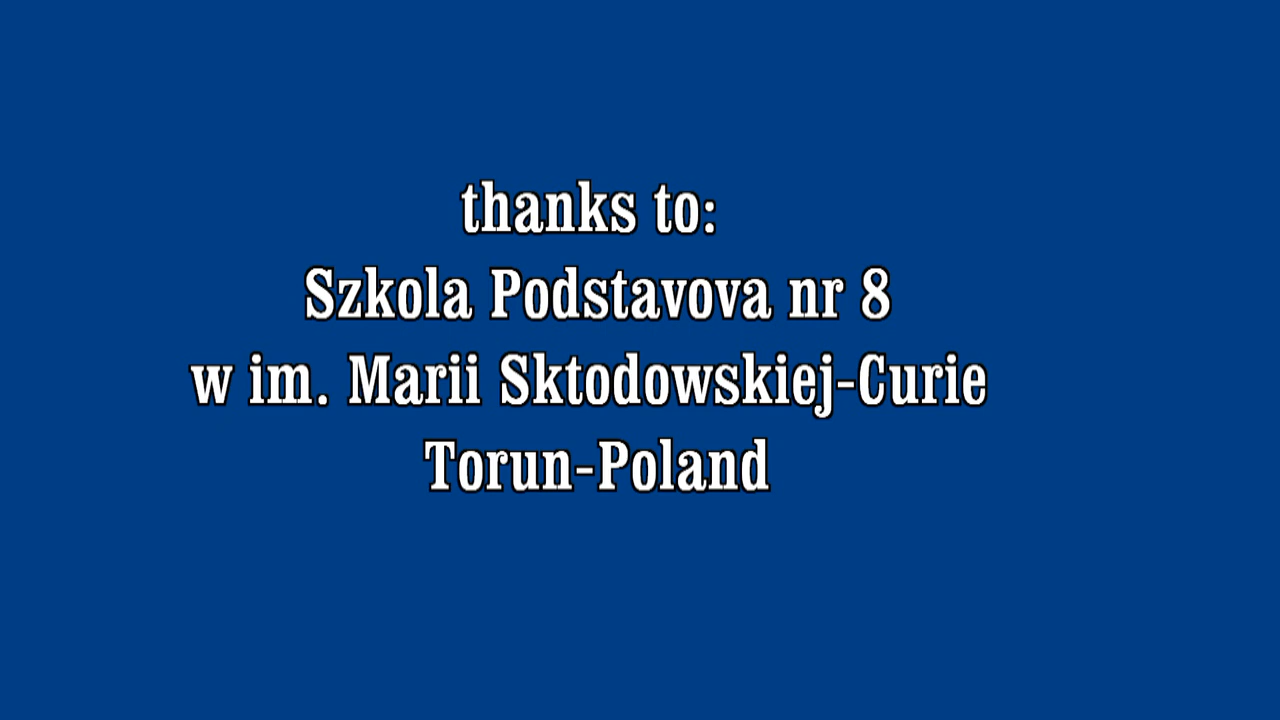 thanks to:
Szkola Podstavova nr 8
w im. Marii Sktodowskiej-Curie
Torun-Poland